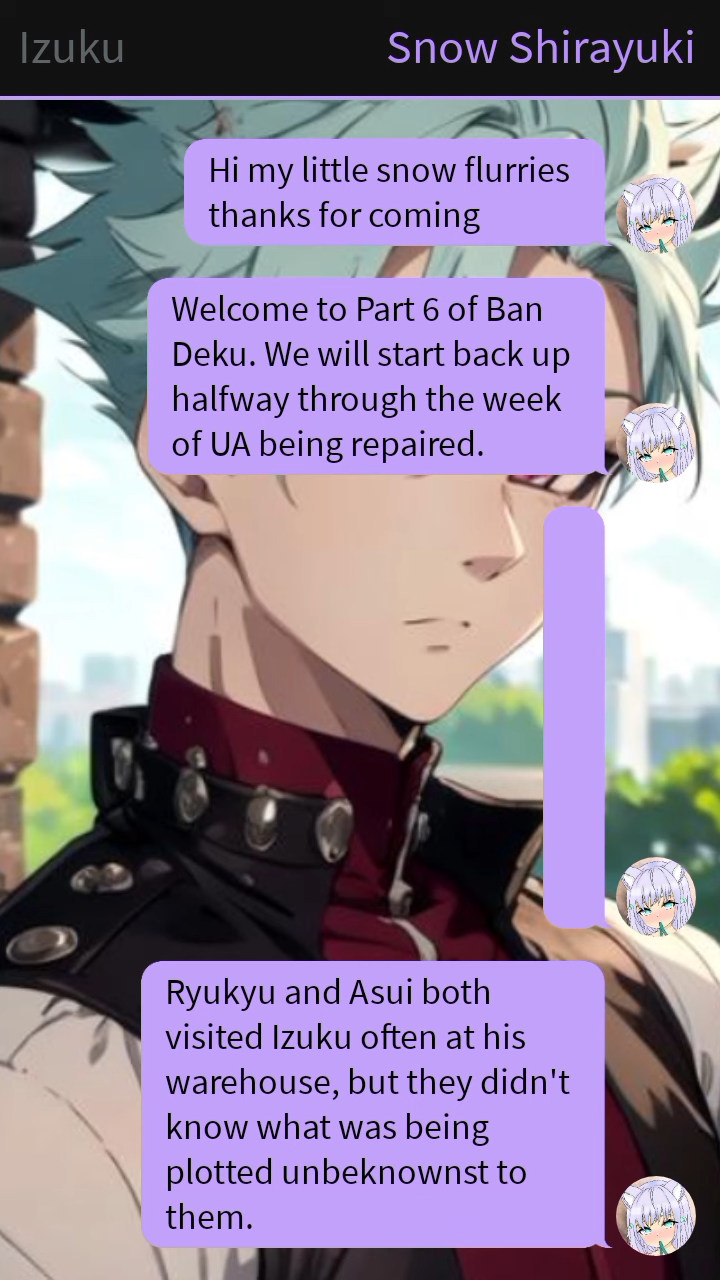 Izuku
Snow Shirayuki
Hi my little snow flurries
thanks for coming
Welcome to Part 6 of Ban
Deku. We will start back up
halfway through the week
of UA being repaired.
Ryukyu and Asui both
visited Izuku often at his
warehouse, but they didn't
know what was being
plotted unbeknownst to
them.